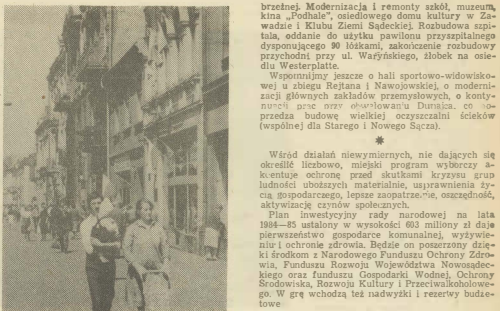 brzeżnej. Modernizacja i remonty szkół, muzeum,
kina „Podhale", osiedlowego domu kultury w Za-
wadzie i Klubu Ziemi Sądeckiej. Rozbudowa szpi-
tala, oddanie do użytku pawilonu przyszpitalnego
dysponującego 90 łóżkami, zakończenie rozbudowy
przychodni przy ul. Waryńskiego, żłobek na osie-
dlu Westerplatte.
Wspomnijmy jeszcze o hali sportowo-widowisko-
wej u zbiegu Rejtana i Nawojowskiej, o moderni-
zacji głównych zakładów przemysłowych, o konty-
nuacji prac przy obwałowaniu Dunajca, co po-
przedza budowę wielkiej oczyszczalni ścieków
(wspólnej dla Starego i Nowego Sącza).
Wśród działań niewymiernych, nie dających się
określić liczbowo, miejski program wyborczy a-
kcentuje ochronę przed skutkami kryzysu grup
ludności uboższych materialnie, usprawnienia ży-
cia gospodarczego, lepsze zaopatrzenie, oszczędność,
aktywizację czynów społecznych.
Plan inwestycyjny rady narodowej na lata
1984—85 ustalony w wysokości 603 miliony zł daje
pierwszeństwo gospodarce komunalnej, wyżywie-
niu i ochronie zdrowia. Będzie on poszerzony dzię-
ki środkom z Narodowego Funduszu Ochrony Zdro-
wia, Funduszu Rozwoju Województwa Nowosądec-
kiego oraz funduszu Gospodarki Wodnej, Ochrony
Środowiska, Rozwoju Kultury i Przeciwalkoholowe-
go. W grę wchodzą też nadwyżki i rezerwy budże-
towe